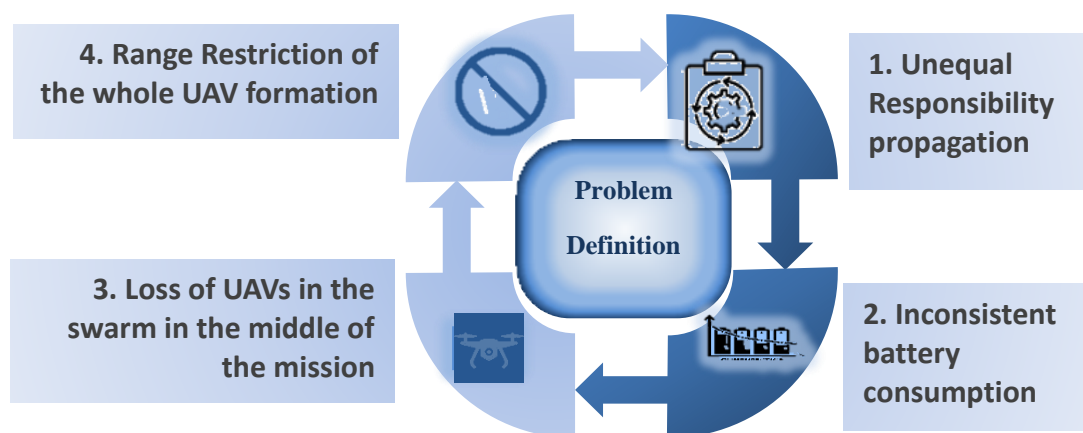 4. Range Restriction of
the whole UAV formation
1. Unequal
Responsibility
propagation
Problem
Definition
3. Loss of UAVs in the
swarm in the middle of
the mission
2. Inconsistent
battery
consumption